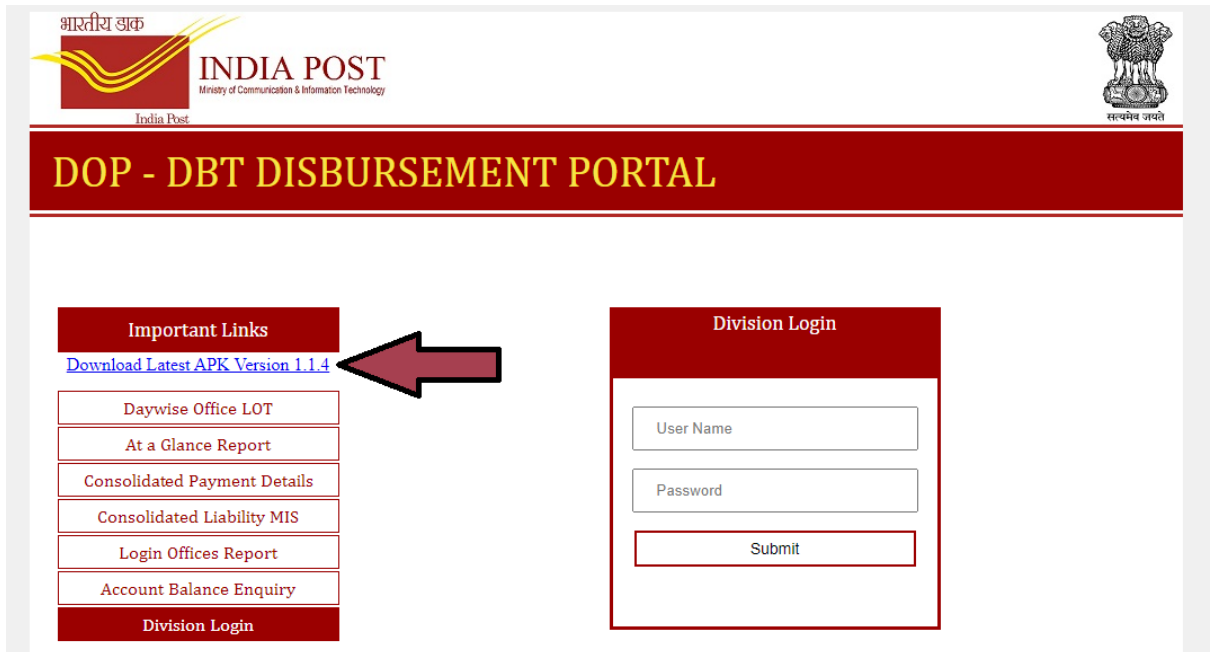 भारतीय डाक
INDIA POST
Ministry of Communication & Information Technology
India Post
सत्यमेव जयते
DOP - DBT DISBURSEMENT PORTAL
Important Links
Download Latest APK Version 1.1.4
Daywise Office LOT
At a Glance Report
Consolidated Payment Details
Consolidated Liability MIS
Login Offices Report
Account Balance Enquiry
Division Login
Division Login
User Name
Password
Submit